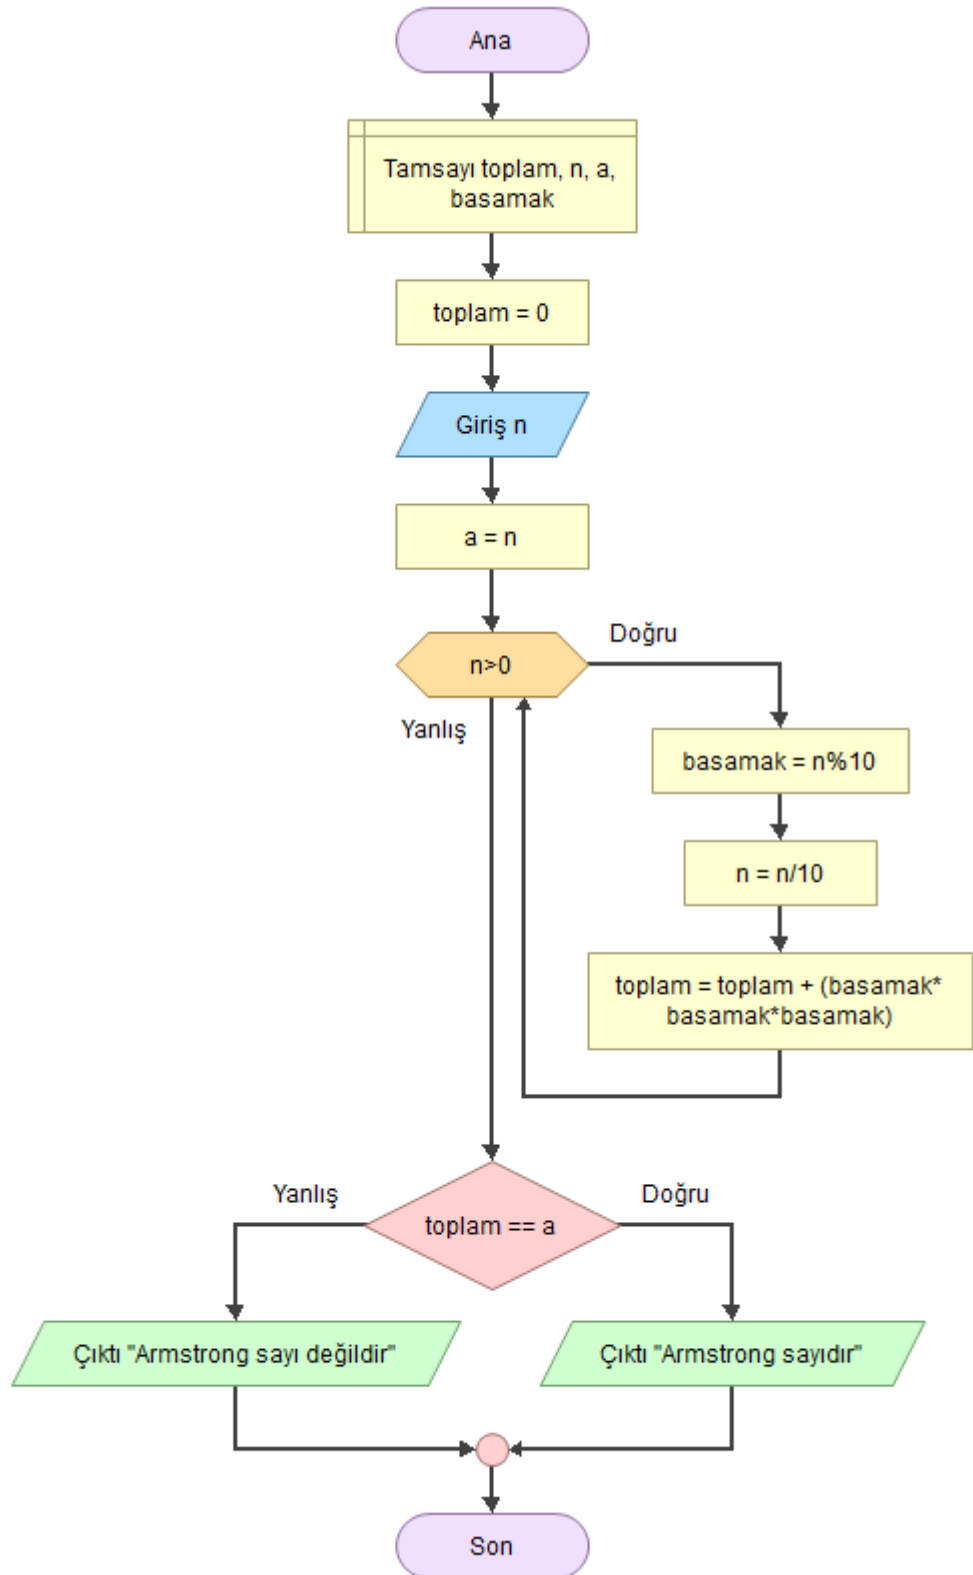 Ana
Tamsayı toplam, n, a,
basamak
toplam = 0
Giriş n
a = n
n>0
Doğru
Yanlış
basamak = n%10
n = n/10
toplam = toplam + (basamak*
basamak*basamak)
toplam == a
Yanlış
Doğru
Çıktı "Armstrong sayı değildir"
Çıktı "Armstrong sayıdır"
Son